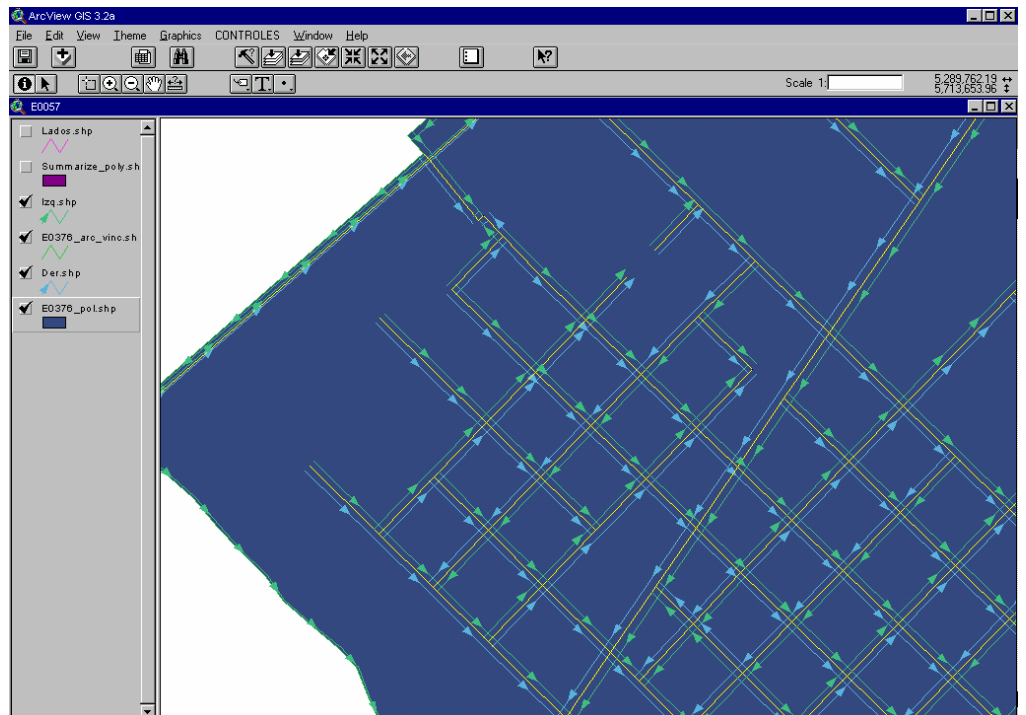 ArcView GIS 3.2a
File Edit View Theme Graphics CONTROLES Window Help
Scale 1:
5,289,762.19
5,713,653.96
E0057
Lados.shp
Summarize_poly.sh
Izq.shp
E0376_arc_vinc.sh
Der.shp
E0376_pol.shp